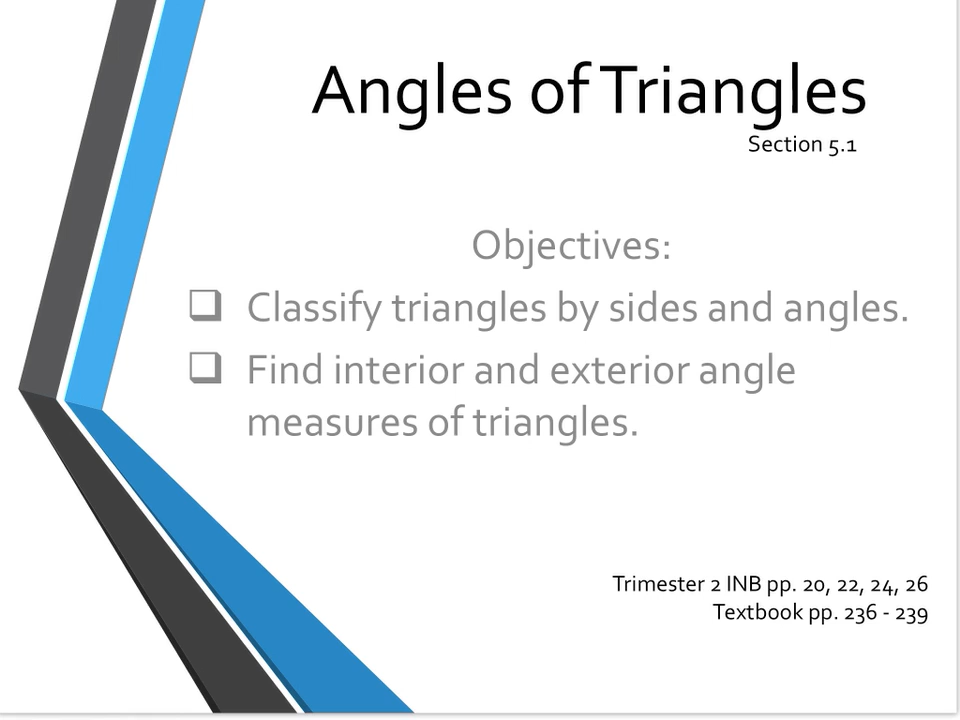 Angles of Triangles
Section 5.1
Objectives:
❑ Classify triangles by sides and angles.
❑ Find interior and exterior angle
measures of triangles.
Trimester 2 INB pp. 20, 22, 24, 26
Textbook pp. 236 - 239